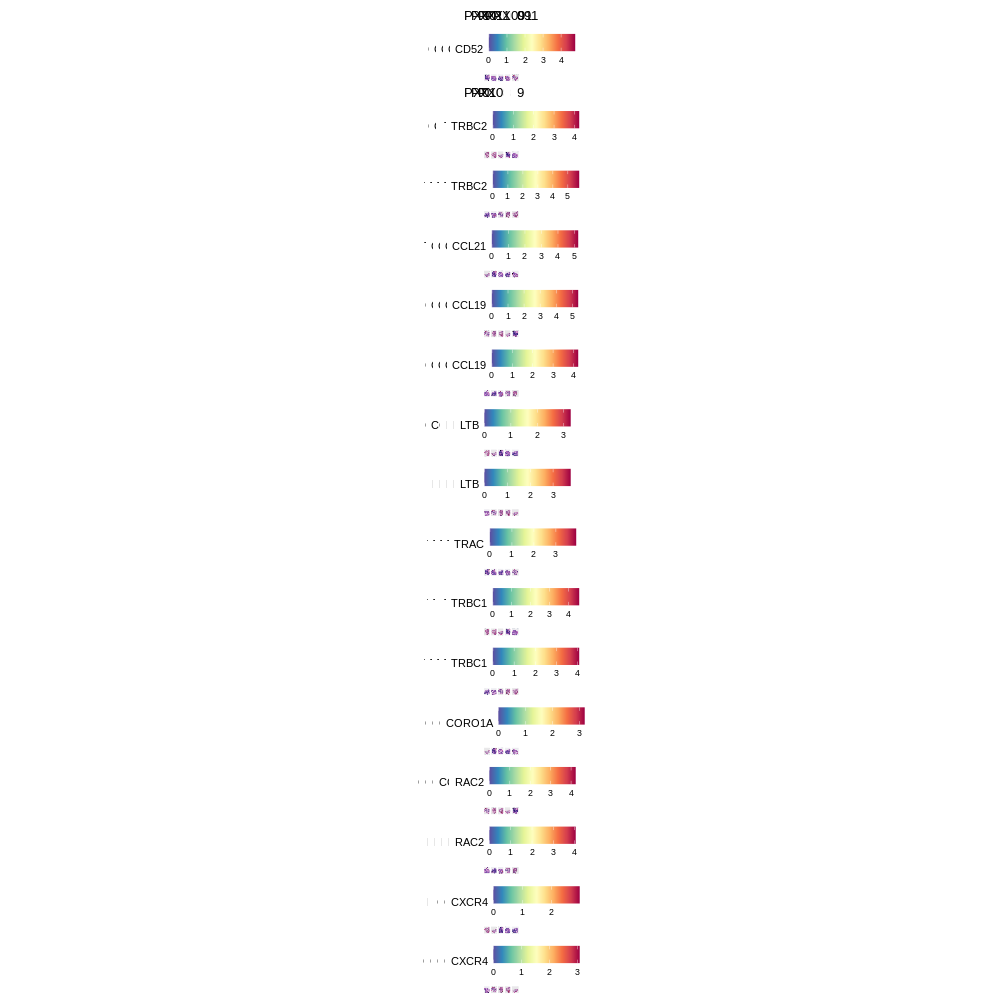 CD52
0 1 2 3 4
TRBC2
0 1 2 3 4
TRBC2
0 1 2 3 4 5
CCL21
0 1 2 3 4 5
CCL19
0 1 2 3 4 5
CCL19
0 1 2 3 4
LTB
0 1 2 3
LTB
0 1 2 3
TRAC
0 1 2 3
TRBC1
0 1 2 3 4
TRBC1
0 1 2 3 4
CORO1A
0 1 2 3
RAC2
0 1 2 3 4
RAC2
0 1 2 3 4
CXCR4
0 1 2
CXCR4
0 1 2 3